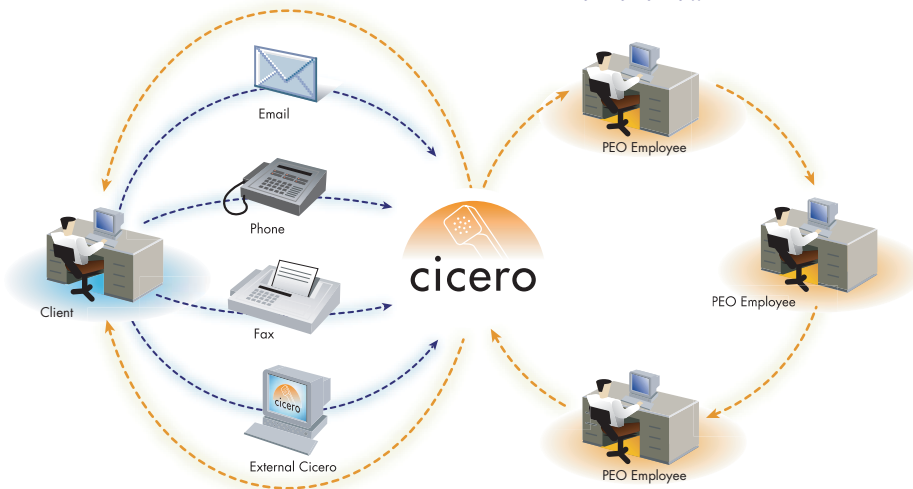 Email
PEO Employee
Phone
cicero
Client
PEO Employee
Fax
cicero
External Cicero
PEO Employee